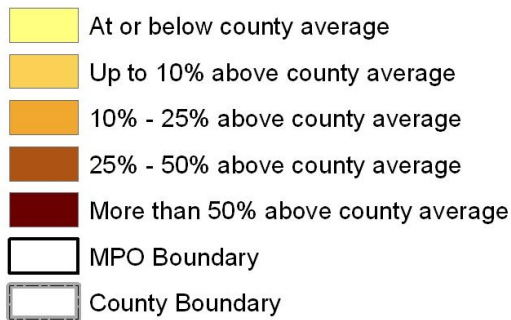 At or below county average
Up to 10% above county average
10% - 25% above county average
25% - 50% above county average
More than 50% above county average
MPO Boundary
County Boundary